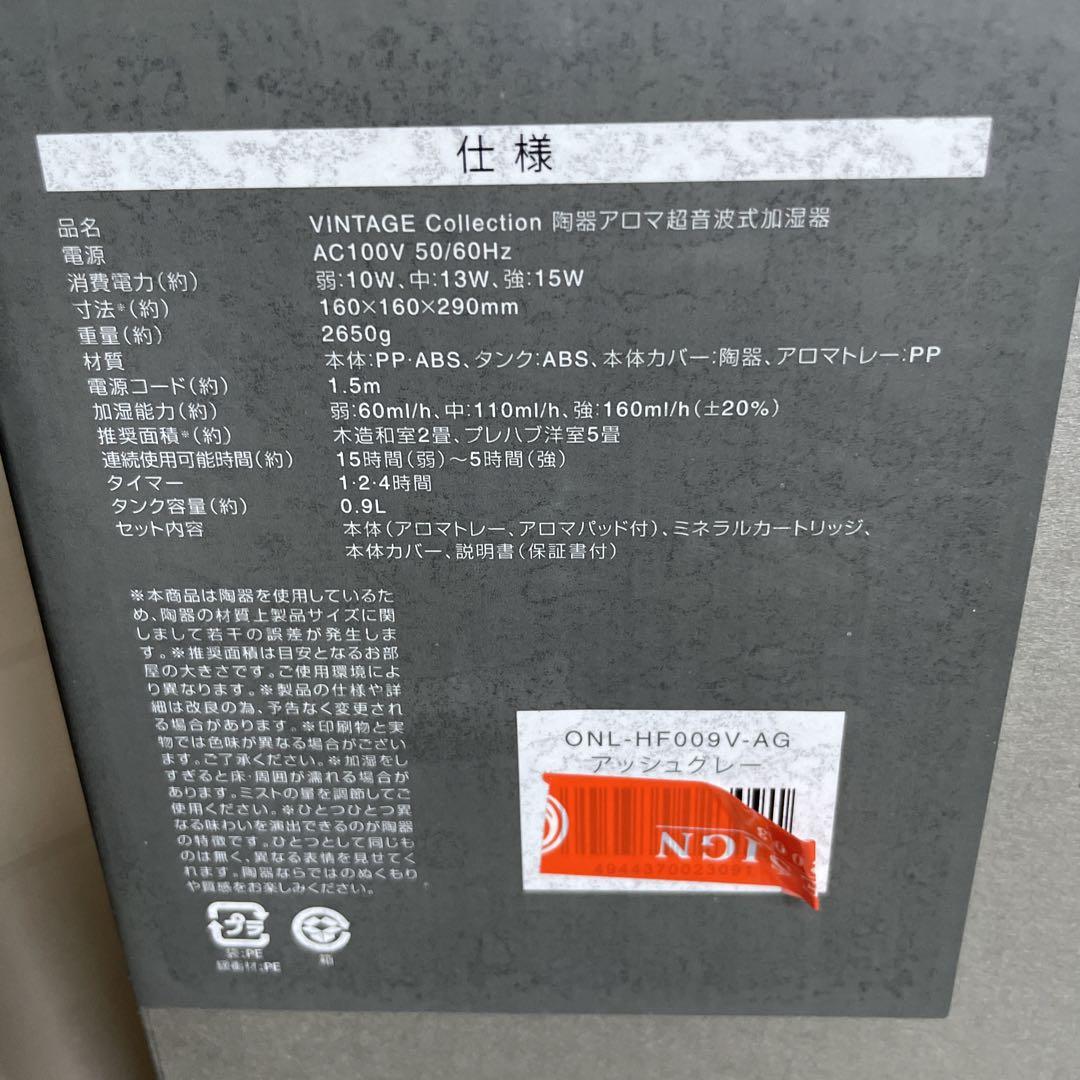 仕様
品名 VINTAGE Collection 陶器アロマ超音波式加湿器
電源 AC100V 50/60Hz
消費電力(約) 弱:10W、中:13W、強:15W
寸法※(約) 160×160×290mm
重量(約) 2650g
材質 本体:PP・ABS、タンク:ABS、本体カバー:陶器、アロマトレー:PP
電源コード(約) 1.5m
加湿能力(約) 弱:60ml/h、中:110ml/h、強:160ml/h(±20%)
推奨面積※(約) 木造和室2畳、プレハブ洋室5畳
連続使用可能時間(約) 15時間(弱)〜5時間(強)
タイマー 1・2・4時間
タンク容量(約) 0.9L
セット内容 本体(アロマトレー、アロマパッド付)、ミネラルカートリッジ、
本体カバー、説明書(保証書付)
※本商品は陶器を使用しているた
め、陶器の材質上製品サイズに関
しまして若干の誤差が発生しま
す。※推奨面積は目安となるお部
屋の大きさです。ご使用環境によ
り異なります。※製品の仕様や詳
細は改良の為、予告なく変更され
る場合があります。※印刷物と実
物では色味が異なる場合がござい
ます。ご了承ください。※加湿をし
すぎると床・周囲が濡れる場合が
あります。ミストの量を調節してご
使用ください。※ひとつひとつ異
なる味わいを演出できるのが陶器
の特徴です。ひとつとして同じも
のは無く、異なる表情を見せてく
れます。陶器ならではのぬくもり
や質感をお楽しみください。
ONL-HF009V-AG
アッシュグレー
SIGN
4944370023091
プラ
袋:PE
緩衝材:PE
箱